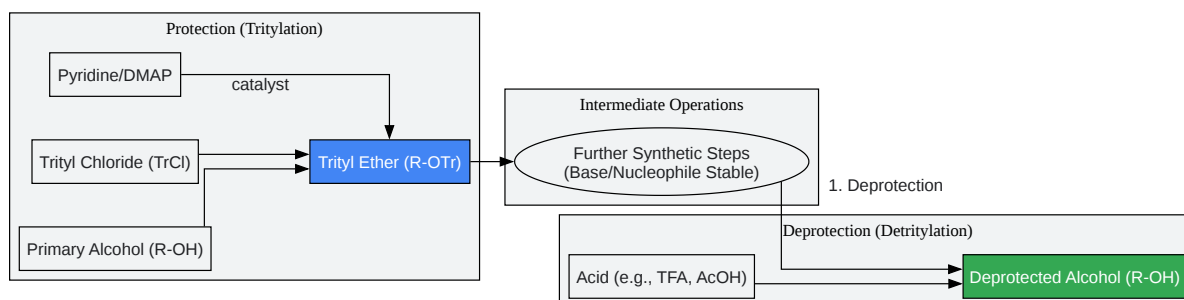 Protection (Tritylation)
Pyridine/DMAP
catalyst
Trityl Chloride (TrCl)
Trityl Ether (R-OTr)
Primary Alcohol (R-OH)
Intermediate Operations
Further Synthetic Steps
(Base/Nucleophile Stable)
1. Deprotection
Deprotection (Detritylation)
Acid (e.g., TFA, AcOH)
Deprotected Alcohol (R-OH)